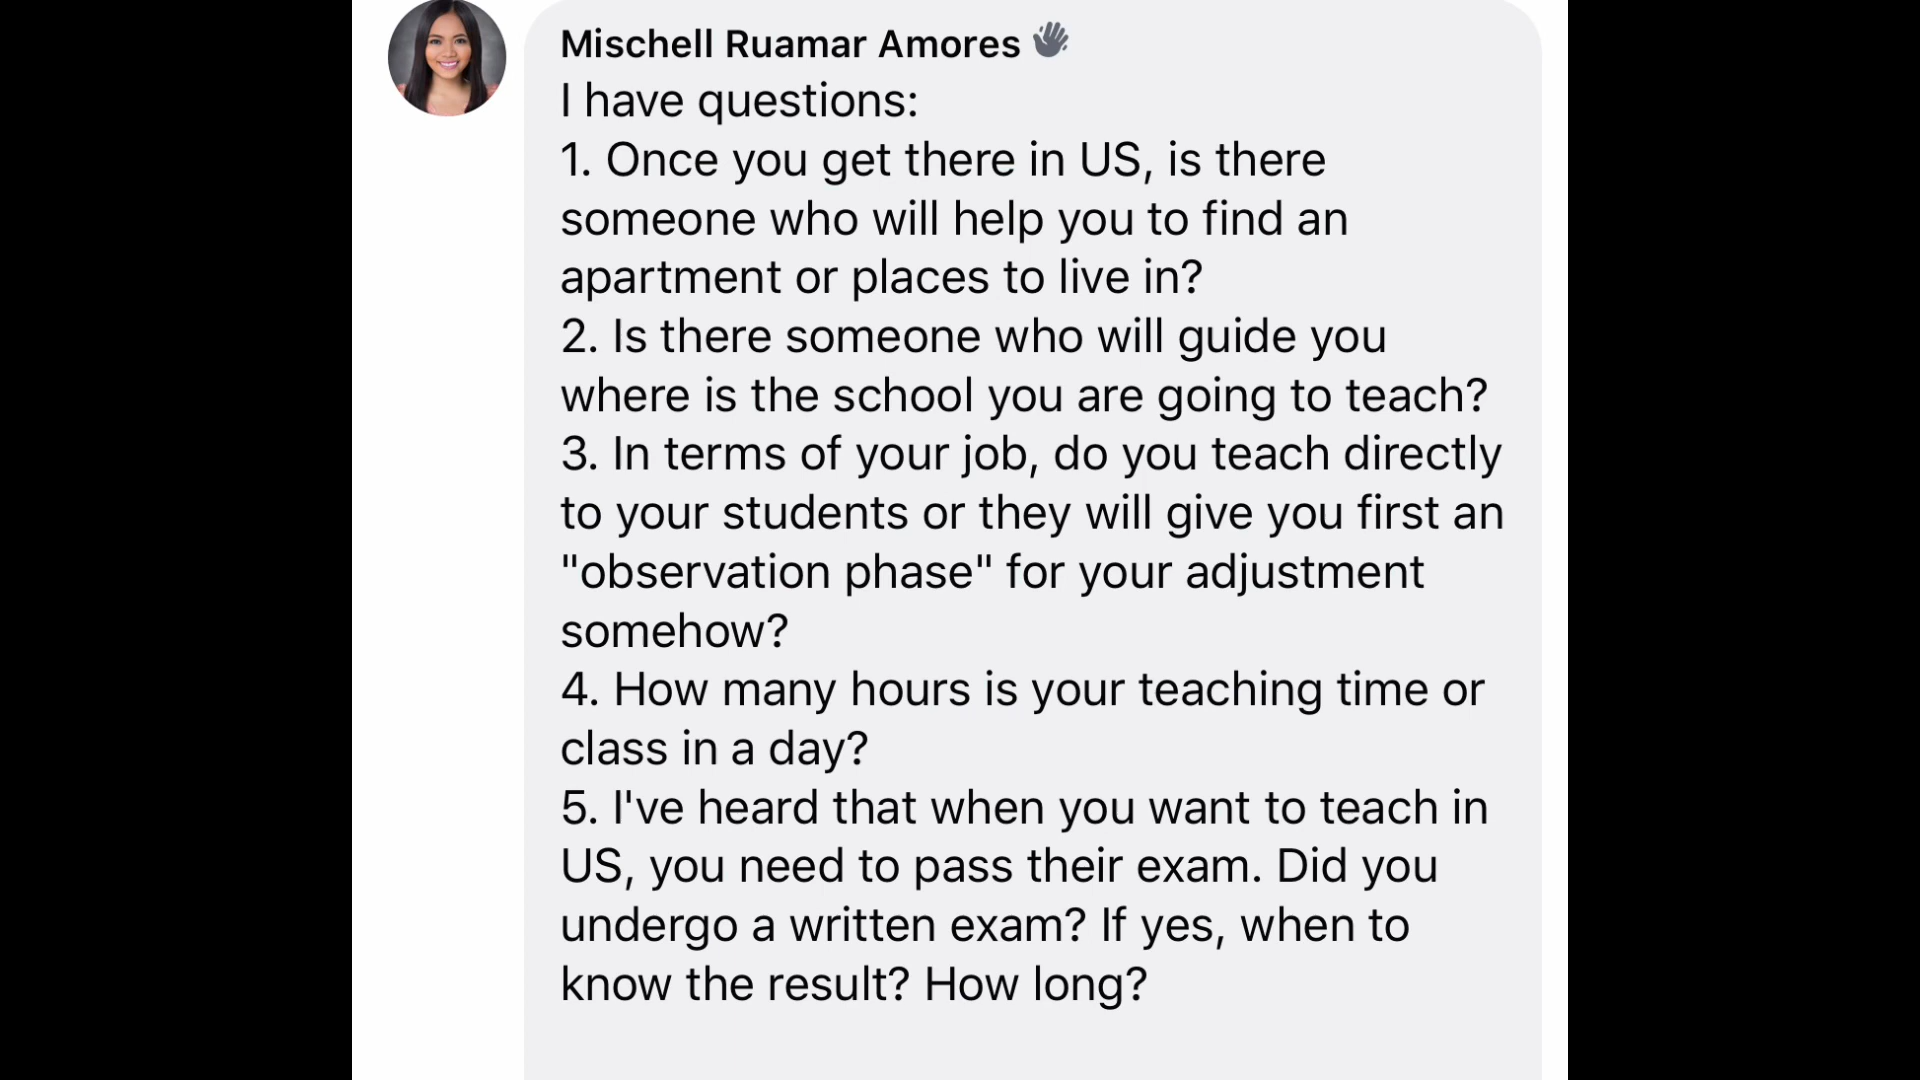 Mischell Ruamar Amores
I have questions:
1. Once you get there in US, is there
someone who will help you to find an
apartment or places to live in?
2. Is there someone who will guide you
where is the school you are going to teach?
3. In terms of your job, do you teach directly
to your students or they will give you first an
"observation phase" for your adjustment
somehow?
4. How many hours is your teaching time or
class in a day?
5. I've heard that when you want to teach in
US, you need to pass their exam. Did you
undergo a written exam? If yes, when to
know the result? How long?